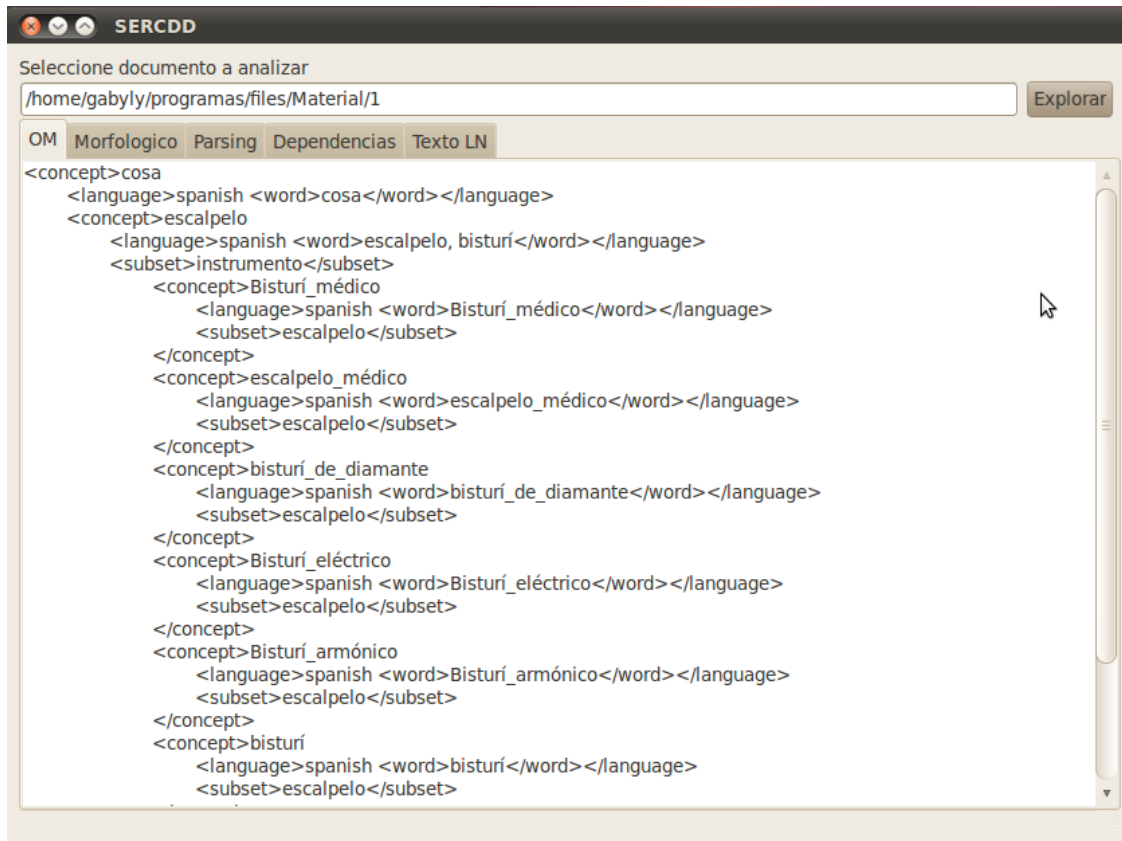 SERCDD
Seleccione documento a analizar
/home/gabyly/programas/files/Material/1
Explorar
OM Morfologico Parsing Dependencias Texto LN
<concept>cosa
<language>spanish <word>cosa</word></language>
<concept>escalpelo
<language>spanish <word>escalpelo, bisturí</word></language>
<subset>instrumento</subset>
<concept>Bisturí_médico
<language>spanish <word>Bisturí_médico</word></language>
<subset>escalpelo</subset>
</concept>
<concept>escalpelo_médico
<language>spanish <word>escalpelo_médico</word></language>
<subset>escalpelo</subset>
</concept>
<concept>bisturí_de_diamante
<language>spanish <word>bisturí_de_diamante</word></language>
<subset>escalpelo</subset>
</concept>
<concept>Bisturí_eléctrico
<language>spanish <word>Bisturí_eléctrico</word></language>
<subset>escalpelo</subset>
</concept>
<concept>Bisturí_armónico
<language>spanish <word>Bisturí_armónico</word></language>
<subset>escalpelo</subset>
</concept>
<concept>bisturí
<language>spanish <word>bisturí</word></language>
<subset>escalpelo</subset>